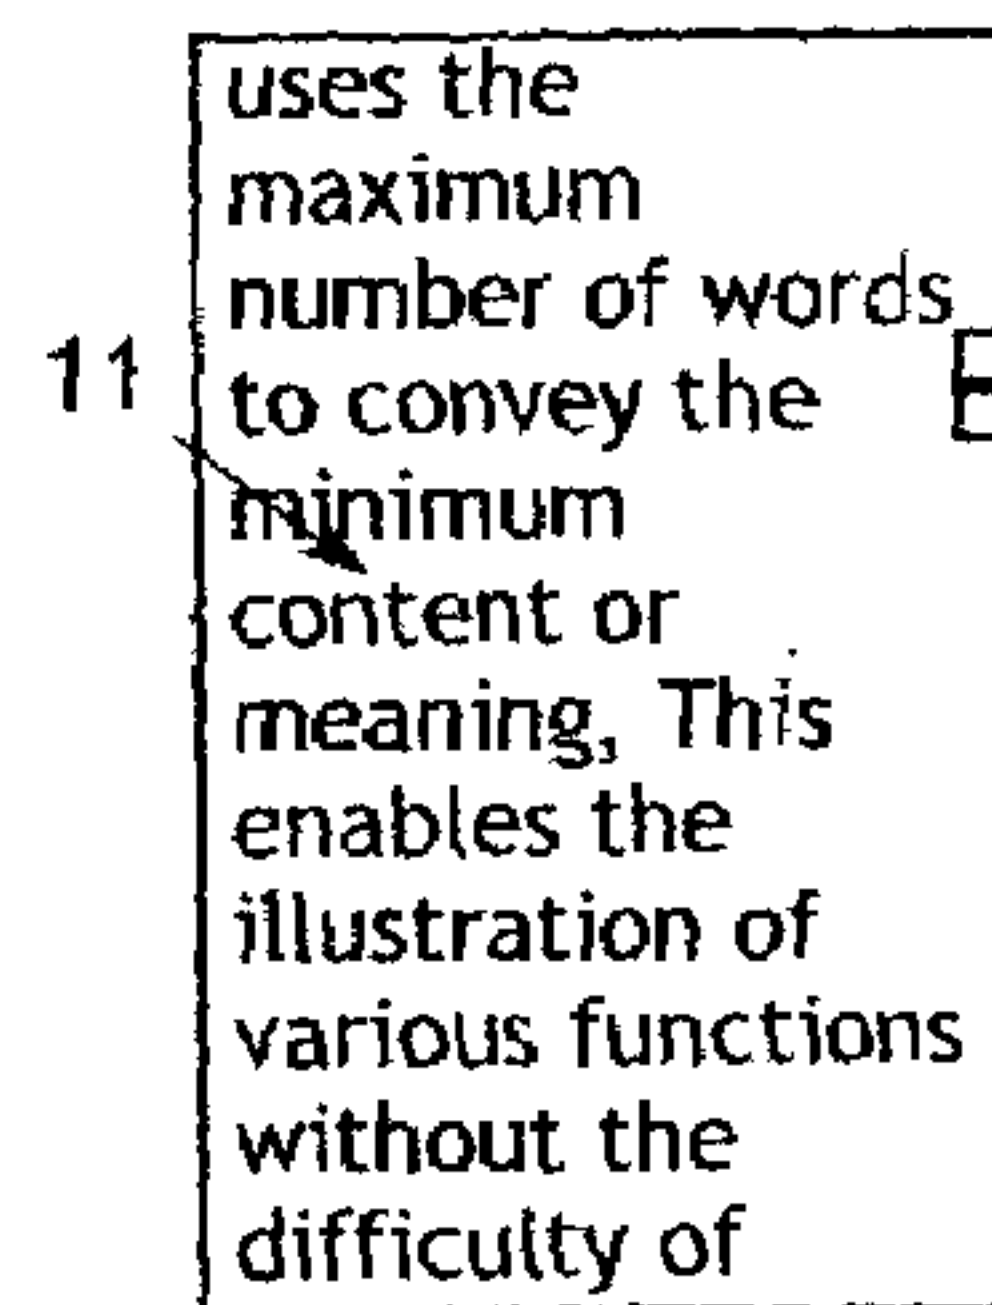 uses the
maximum
number of words
11
to convey the
minimum
content or
meaning, This
enables the
illustration of
various functions
without the
difficulty of